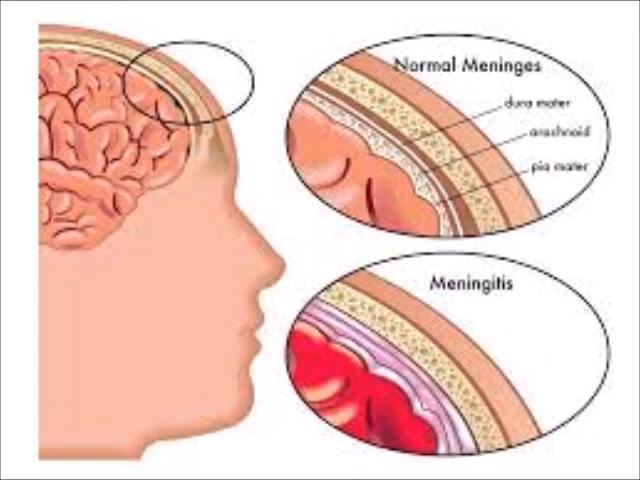 Normal Meninges
dura mater
arachnoid
pia mater
Meningitis